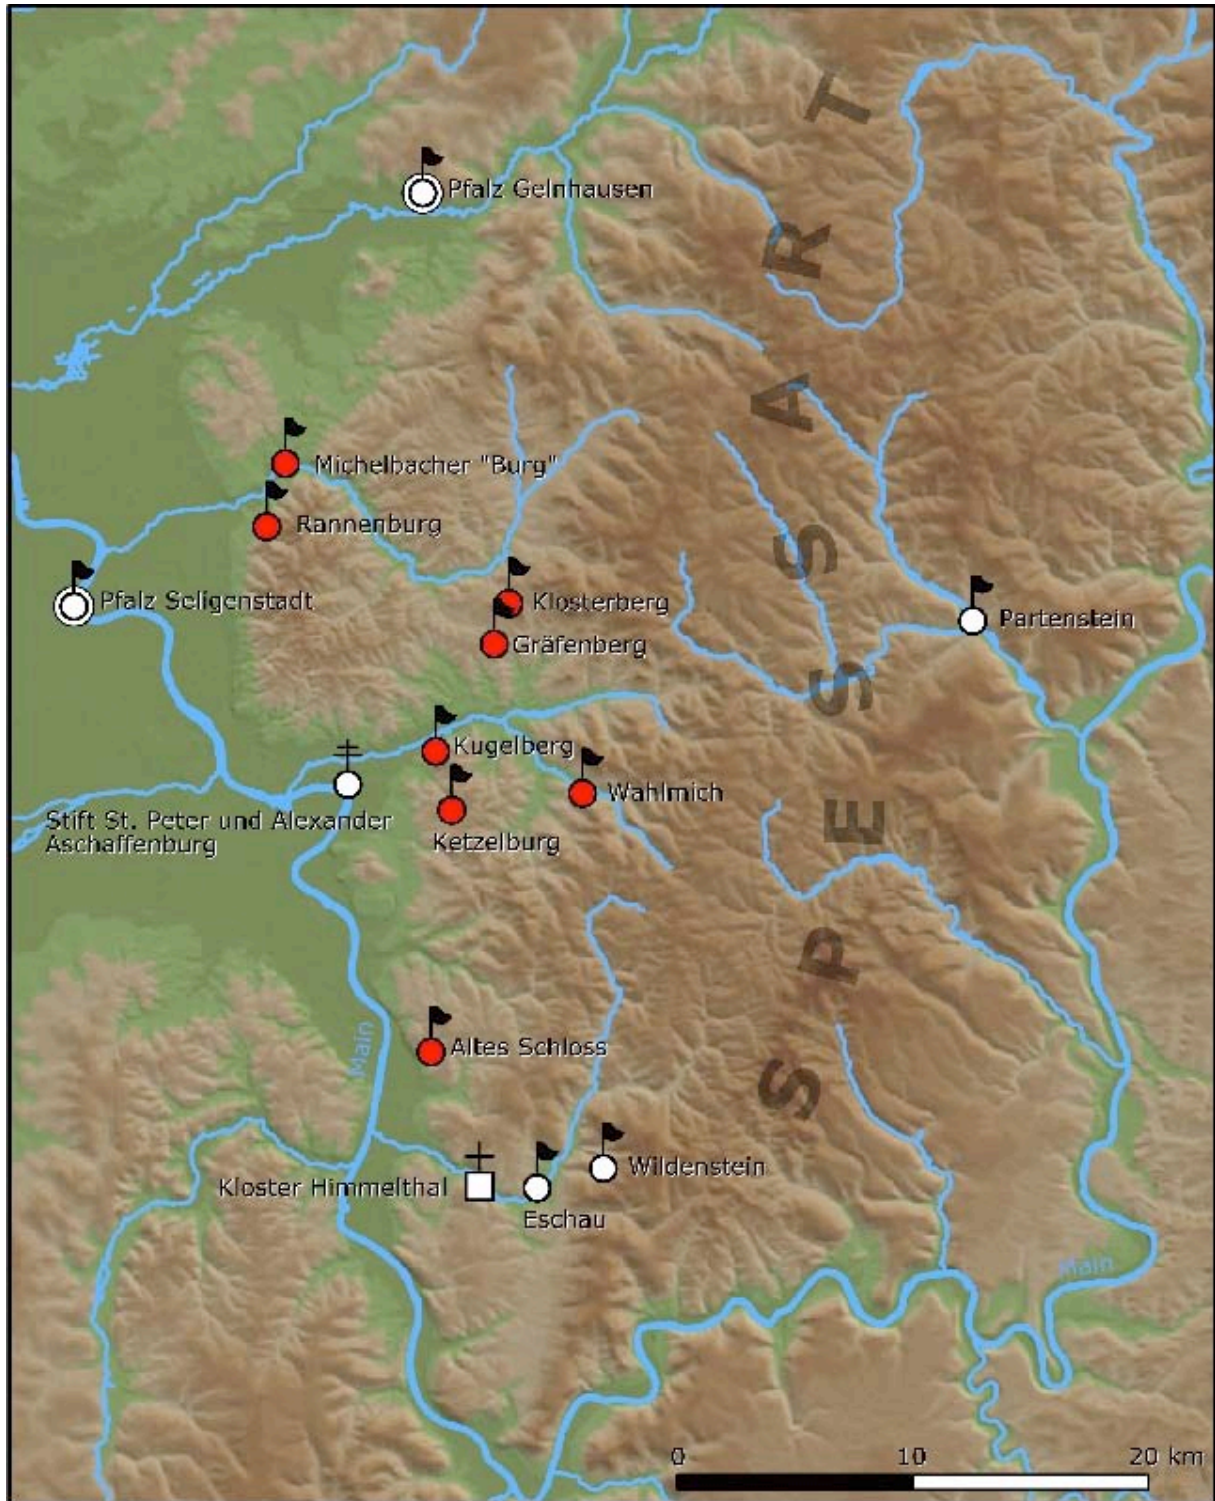 Pfalz Gelnhausen
Michelbacher "Burg"
Rannenburg
Pfalz Seligenstadt
Klosterberg
Gräfenberg
Partenstein
Kugelberg
Wahlmich
Stift St. Peter und Alexander
Aschaffenburg
Ketzelburg
SPESSART
Main
Altes Schloss
Wildenstein
Kloster Himmelthal
Eschau
Main
0 10 20 km